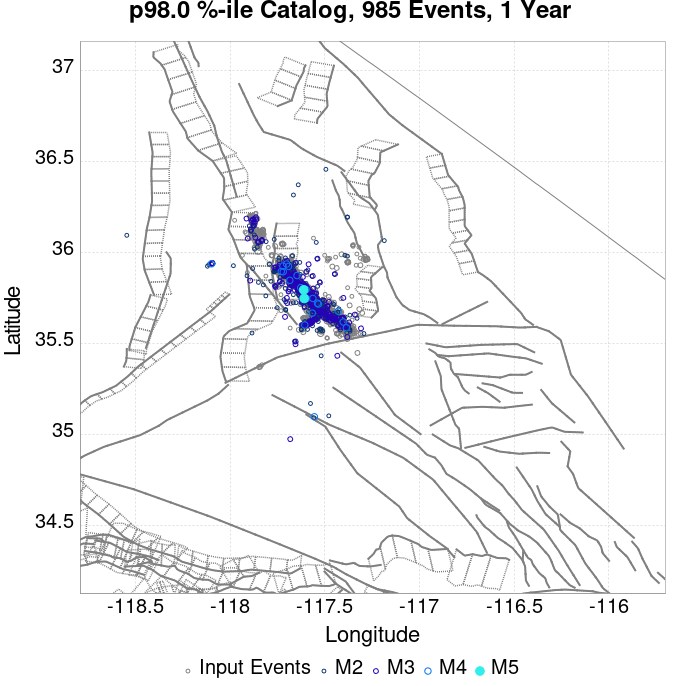 p98.0 %-ile Catalog, 985 Events, 1 Year
37
36.5
36
35.5
35
34.5
Latitude
-118.5 -118 -117.5 -117 -116.5 -116
Longitude
Input Events M2 M3 M4 M5